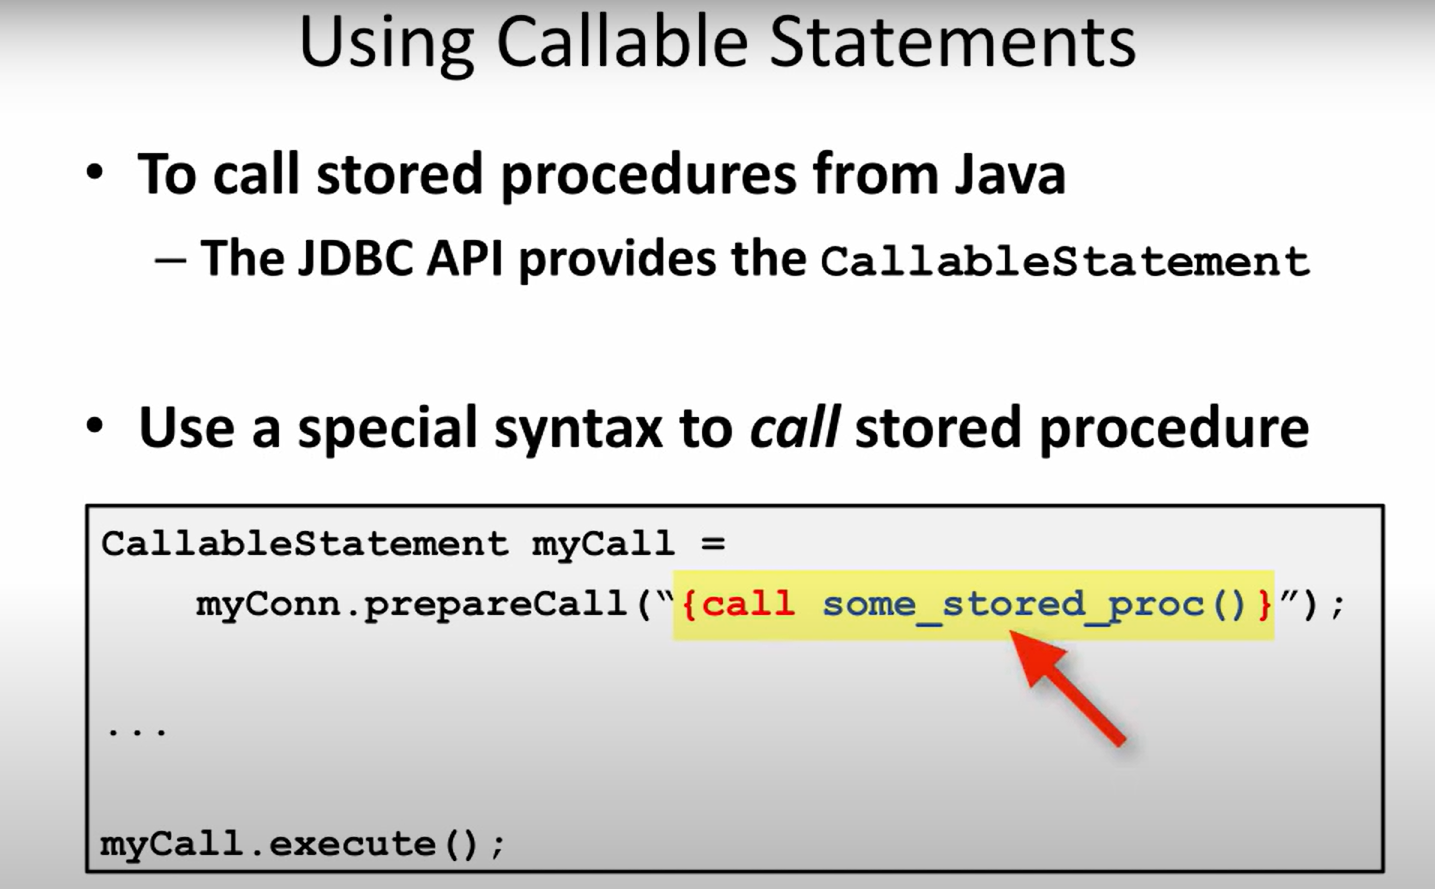 Using Callable Statements
• To call stored procedures from Java
– The JDBC API provides the CallableStatement
• Use a special syntax to call stored procedure
CallableStatement myCall =
myConn.prepareCall(“{call some_stored_proc()}”);
...
myCall.execute();